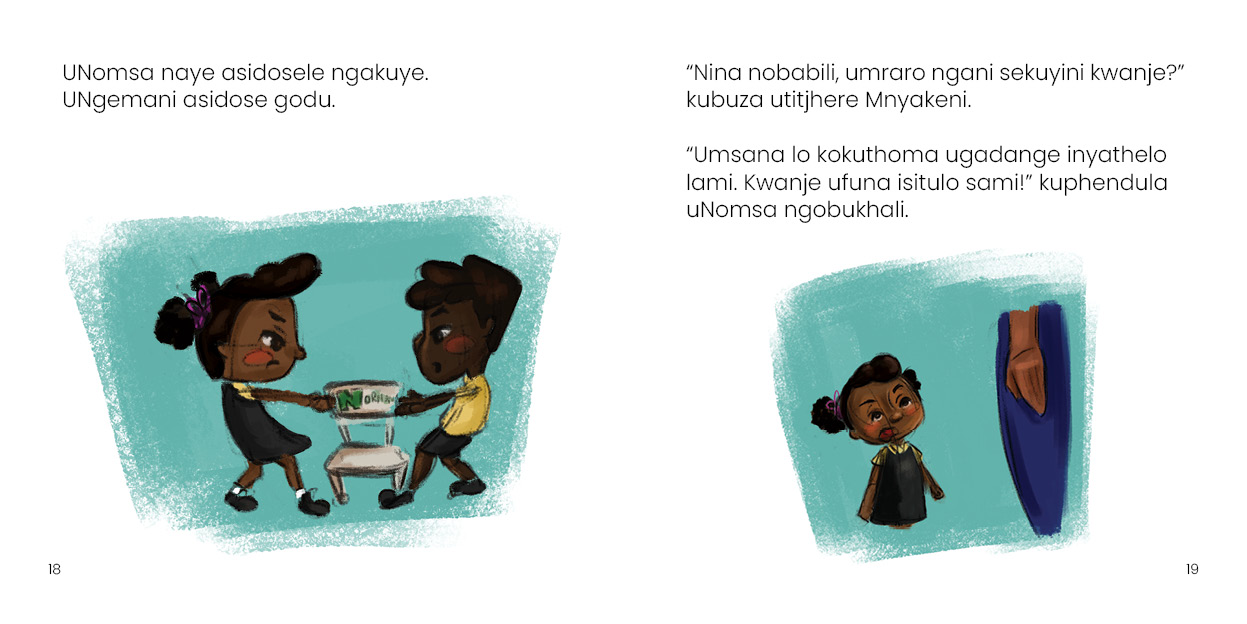 UNomsa naye asidosele ngakuye.
UNgemani asidose godu.
18
“Nina nobabili, umraro ngani sekuyini kwanje?”
kubuza utitjhere Mnyakeni.
“Umsana lo kokuthoma ugadange inyathelo
lami. Kwanje ufuna isitulo sami!” kuphendula
uNomsa ngobukhali.
19